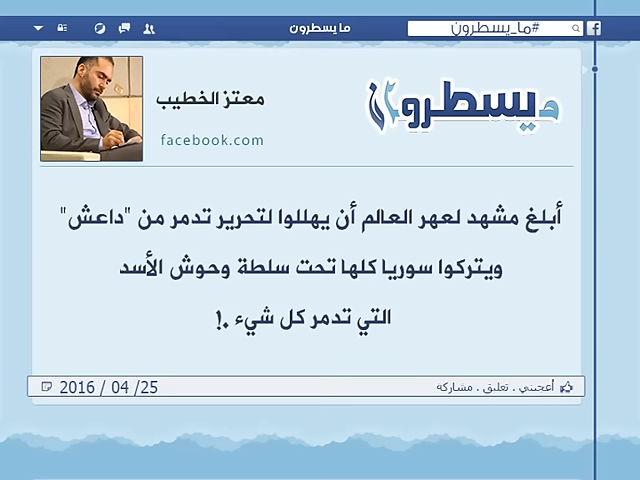 ما يسطرون
#ما_يسطرون
f
ما يسطرون
معتز الخطيب
facebook.com
أبلغ مشهد لعهر العالم أن يهللوا لتحرير تدمر من "داعش"
ويتركوا سوريا كلها تحت سلطة وحوش الأسد
التي تدمر كل شيء .!
أعجبني . تعليق . مشاركه
2016 / 04 /25